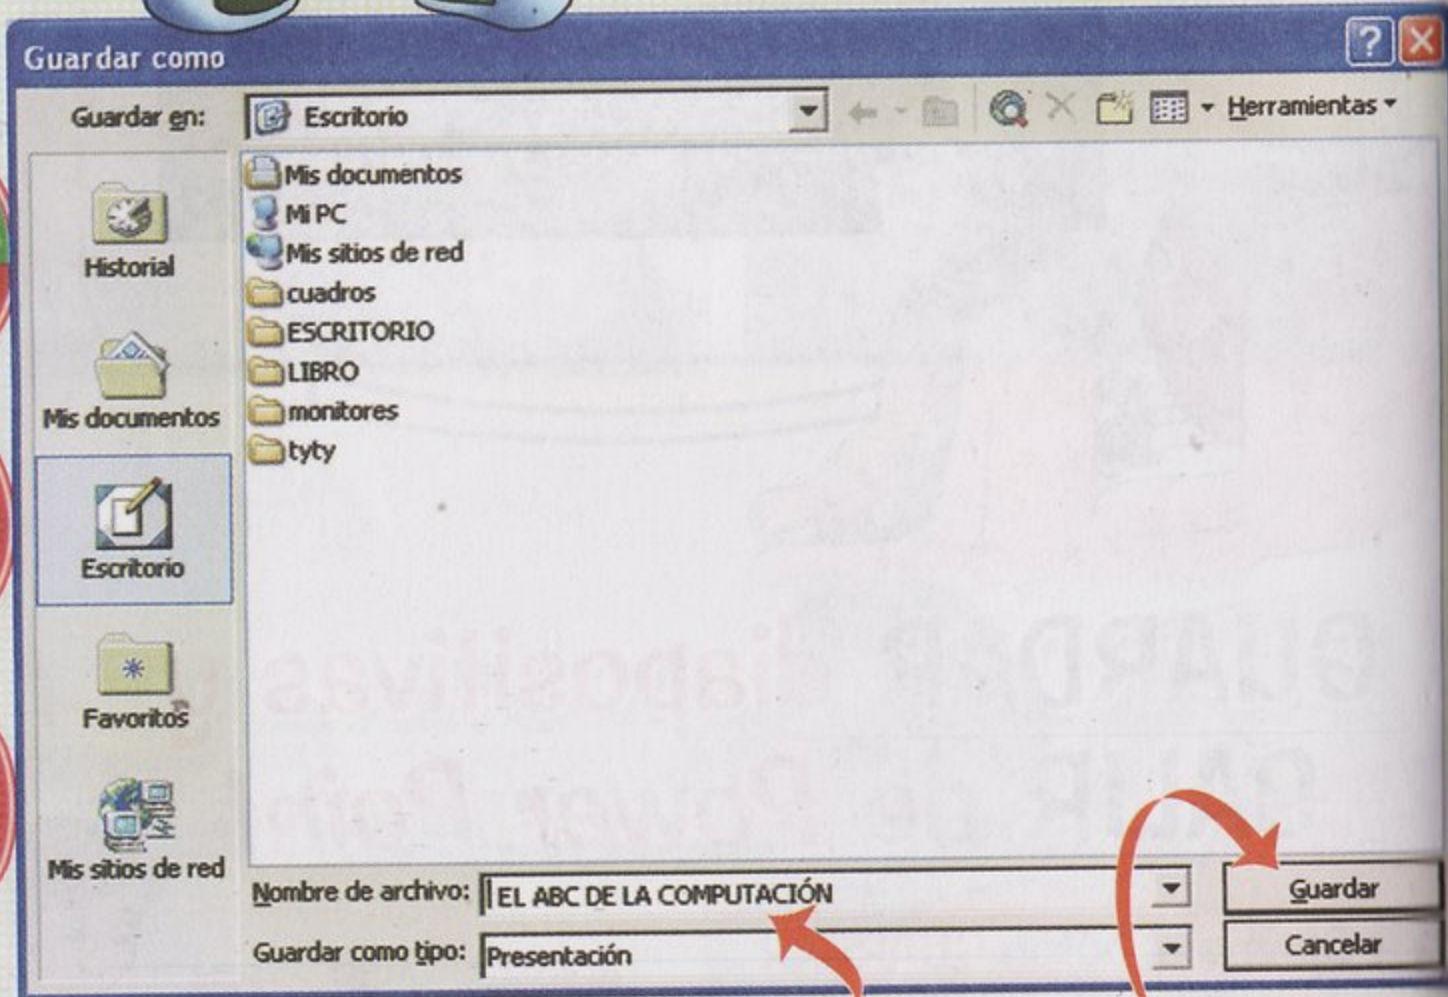 Guardar como
Guardar en: Escritorio Herramientas
Mis documentos
Mi PC
Mis sitios de red
cuadros
ESCRITORIO
LIBRO
monitores
tyty
Historial
Mis documentos
Escritorio
Favoritos
Mis sitios de red
Nombre de archivo: EL ABC DE LA COMPUTACIÓN Guardar
Guardar como tipo: Presentación Cancelar